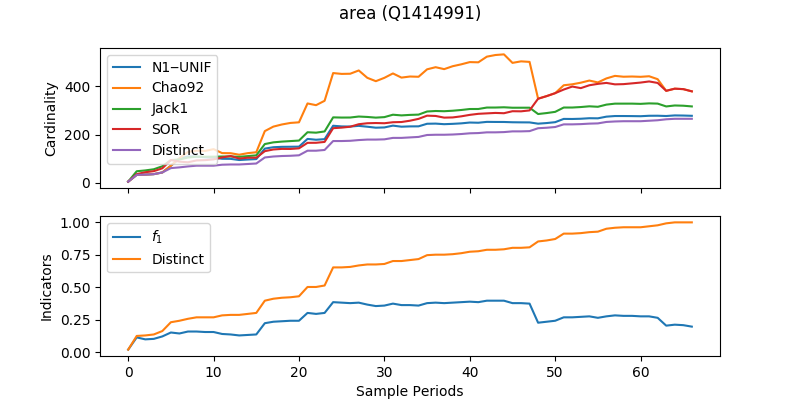 area (Q1414991)
Cardinality
400
200
0
N1−UNIF
Chao92
Jack1
SOR
Distinct
Indicators
1.00
0.75
0.50
0.25
0.00
f1
Distinct
0 10 20 30 40 50 60
Sample Periods